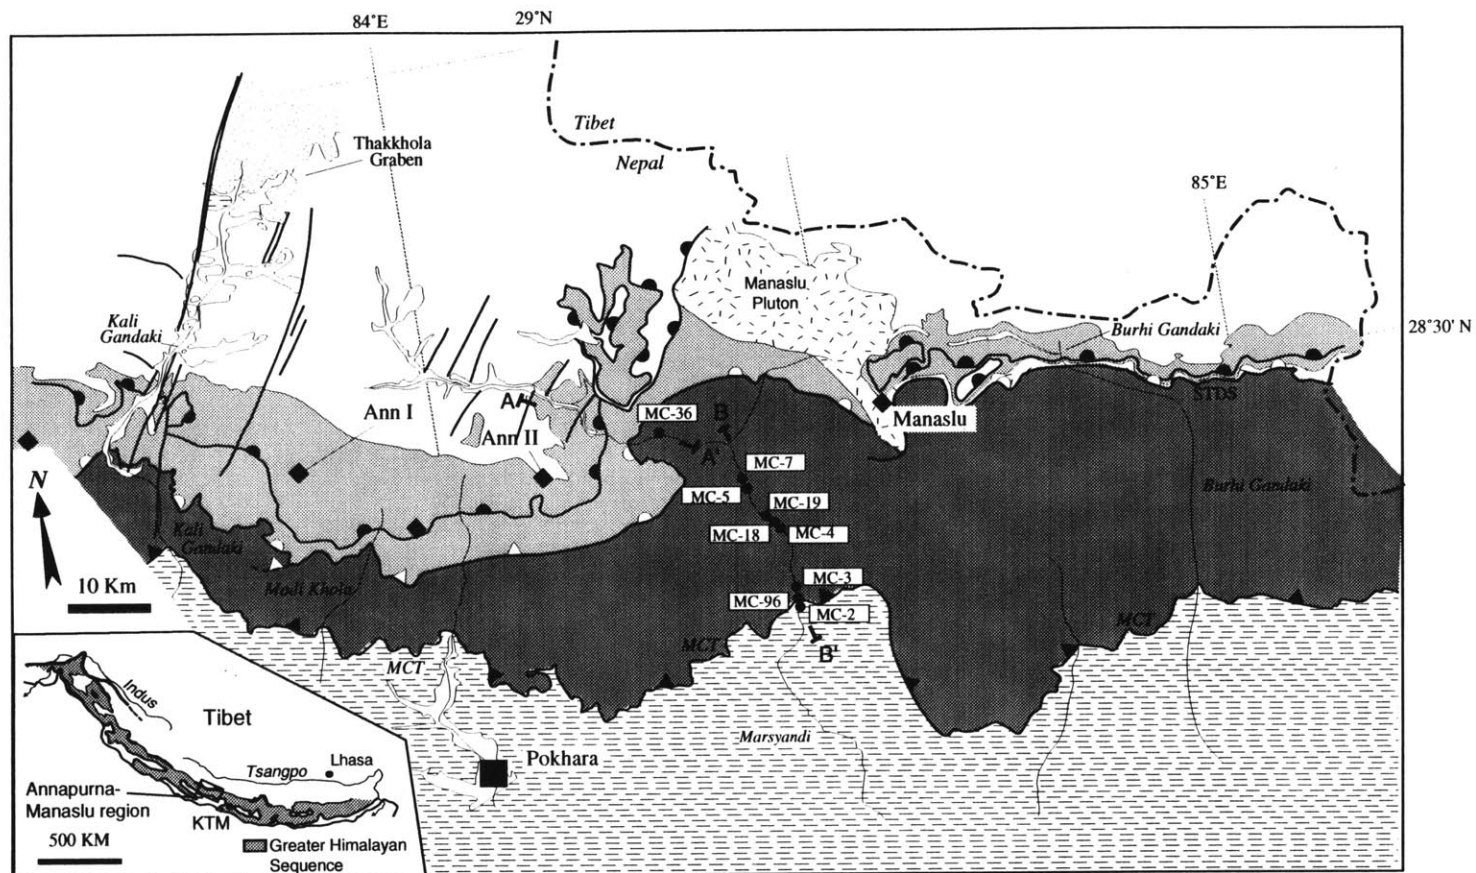 84°E
29°N
Thakkhola
Graben
Tibet
Nepal
85°E
Manaslu
Pluton
Kali
Gandaki
Burhi Gandaki
28°30' N
STDS
Ann I
A
Ann II
MC-36
B
A'
Manaslu
MC-7
MC-5
MC-19
MC-18
MC-4
Burhi Gandaki
N
Kali
Gandaki
10 Km
Modi Khola
MC-3
MC-96
MC-2
MCT
MCT
B'
MCT
Marsyandi
Pokhara
Indus
Tibet
Lhasa
Tsangpo
Annapurna-
Manaslu region
KTM
500 KM
Greater Himalayan
Sequence